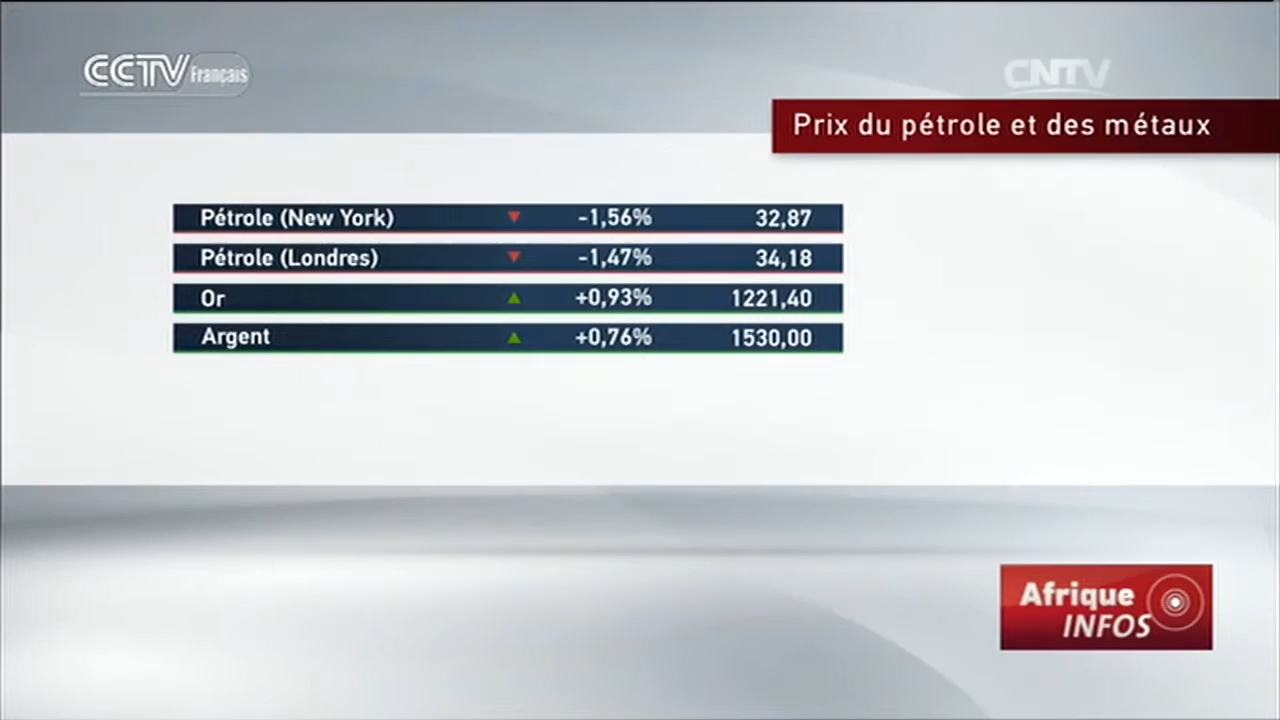 CCTV Français
CNTV
Prix du pétrole et des métaux
Pétrole (New York) ▼ -1,56% 32,87
Pétrole (Londres) ▼ -1,47% 34,18
Or ▲ +0,93% 1221,40
Argent ▲ +0,76% 1530,00
Afrique
INFOS